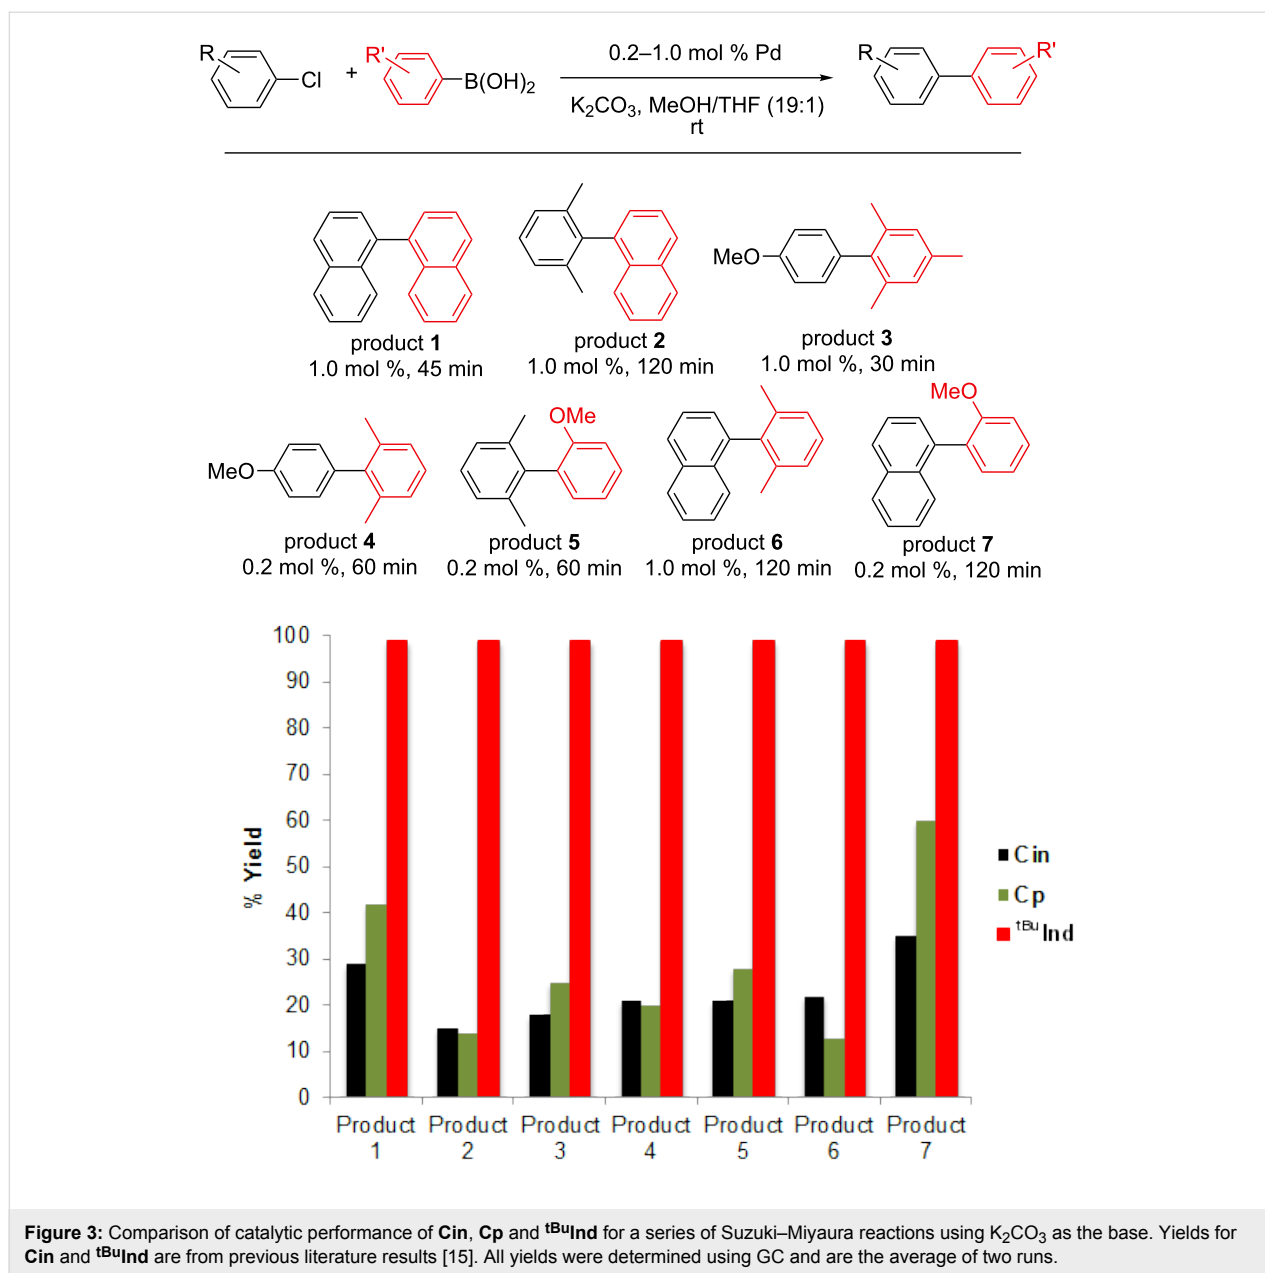 R
Cl
+
R'
B(OH)2
0.2–1.0 mol % Pd
K2CO3, MeOH/THF (19:1)
rt
R
R'
product 1
1.0 mol %, 45 min
product 2
1.0 mol %, 120 min
MeO
product 3
1.0 mol %, 30 min
MeO
product 4
0.2 mol %, 60 min
OMe
product 5
0.2 mol %, 60 min
product 6
1.0 mol %, 120 min
MeO
product 7
0.2 mol %, 120 min
% Yield
100
90
80
70
60
50
40
30
20
10
0
Product 1
Product 2
Product 3
Product 4
Product 5
Product 6
Product 7
Cin
Cp
tBuInd
Figure 3: Comparison of catalytic performance of Cin, Cp and tBuInd for a series of Suzuki–Miyaura reactions using K2CO3 as the base. Yields for
Cin and tBuInd are from previous literature results [15]. All yields were determined using GC and are the average of two runs.